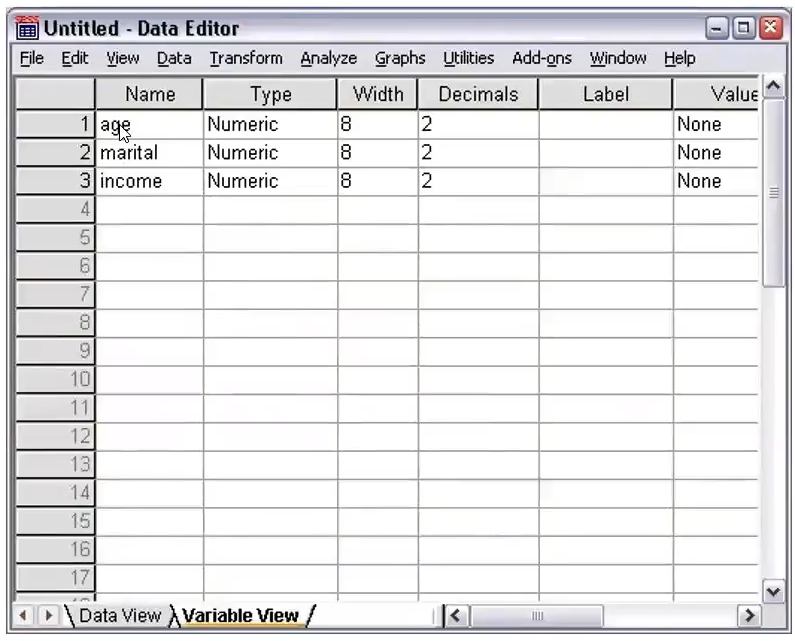 Untitled - Data Editor
File Edit View Data Transform Analyze Graphs Utilities Add-ons Window Help
Name Type Width Decimals Label Value
1 age Numeric 8 2 None
2 marital Numeric 8 2 None
3 income Numeric 8 2 None
4
5
6
7
8
9
10
11
12
13
14
15
16
17
Data View Variable View